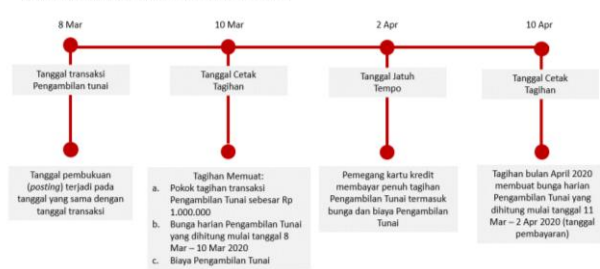 8 Mar
10 Mar
2 Apr
10 Apr
Tanggal transaksi
Pengambilan tunai
Tanggal Cetak
Tagihan
Tanggal Jatuh
Tempo
Tanggal Cetak
Tagihan
Tanggal pembukuan
(posting) terjadi pada
tanggal yang sama dengan
tanggal transaksi
Tagihan Memuat:
a. Pokok tagihan transaksi
Pengambilan Tunai sebesar Rp
1.000.000
b. Bunga harian Pengambilan Tunai
yang dihitung mulai tanggal 8
Mar – 10 Mar 2020
c. Biaya Pengambilan Tunai
Pemegang kartu kredit
membayar penuh tagihan
Pengambilan Tunai termasuk
bunga dan biaya Pengambilan
Tunai
Tagihan bulan April 2020
membuat bunga harian
Pengambilan Tunai yang
dihitung mulai tanggal 11
Mar – 2 Apr 2020 (tanggal
pembayaran)